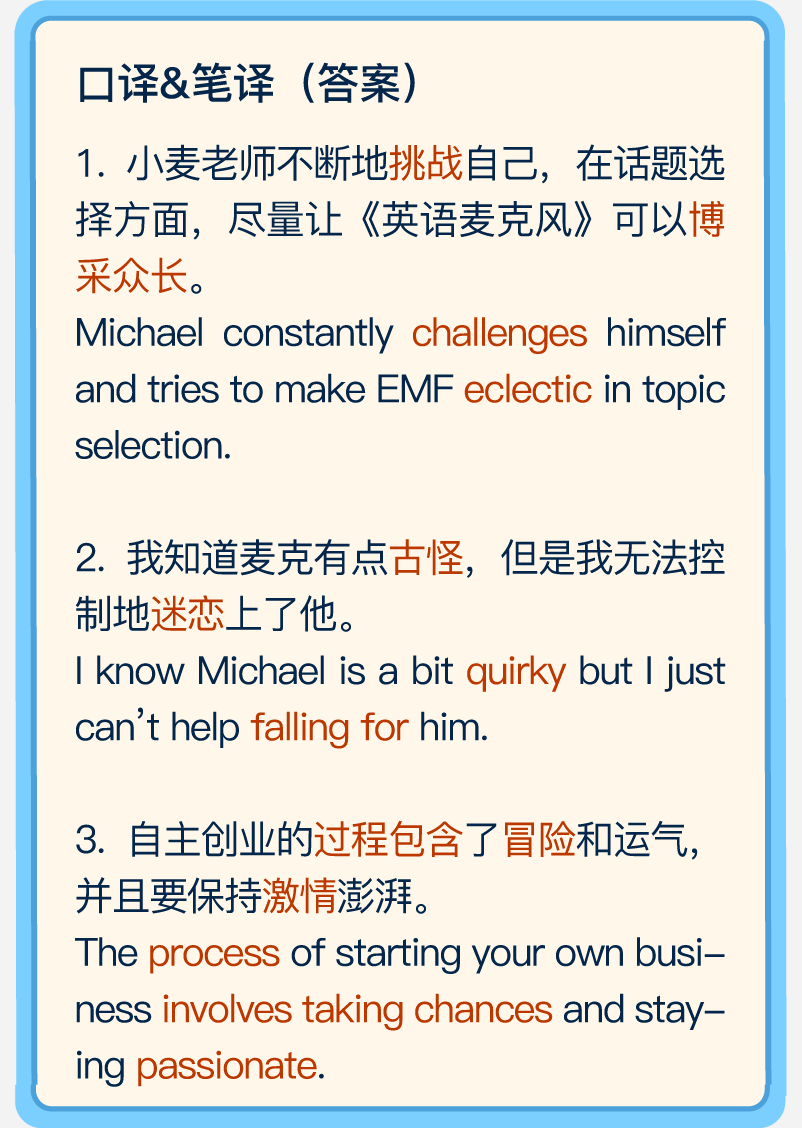 口译&笔译（答案）
1. 小麦老师不断地挑战自己，在话题选
择方面，尽量让《英语麦克风》可以博
采众长。
Michael constantly challenges himself
and tries to make EMF eclectic in topic
selection.
2. 我知道麦克有点古怪，但是我无法控
制地迷恋上了他。
I know Michael is a bit quirky but I just
can’t help falling for him.
3. 自主创业的过程包含了冒险和运气，
并且要保持激情澎湃。
The process of starting your own busi–
ness involves taking chances and stay–
ing passionate.